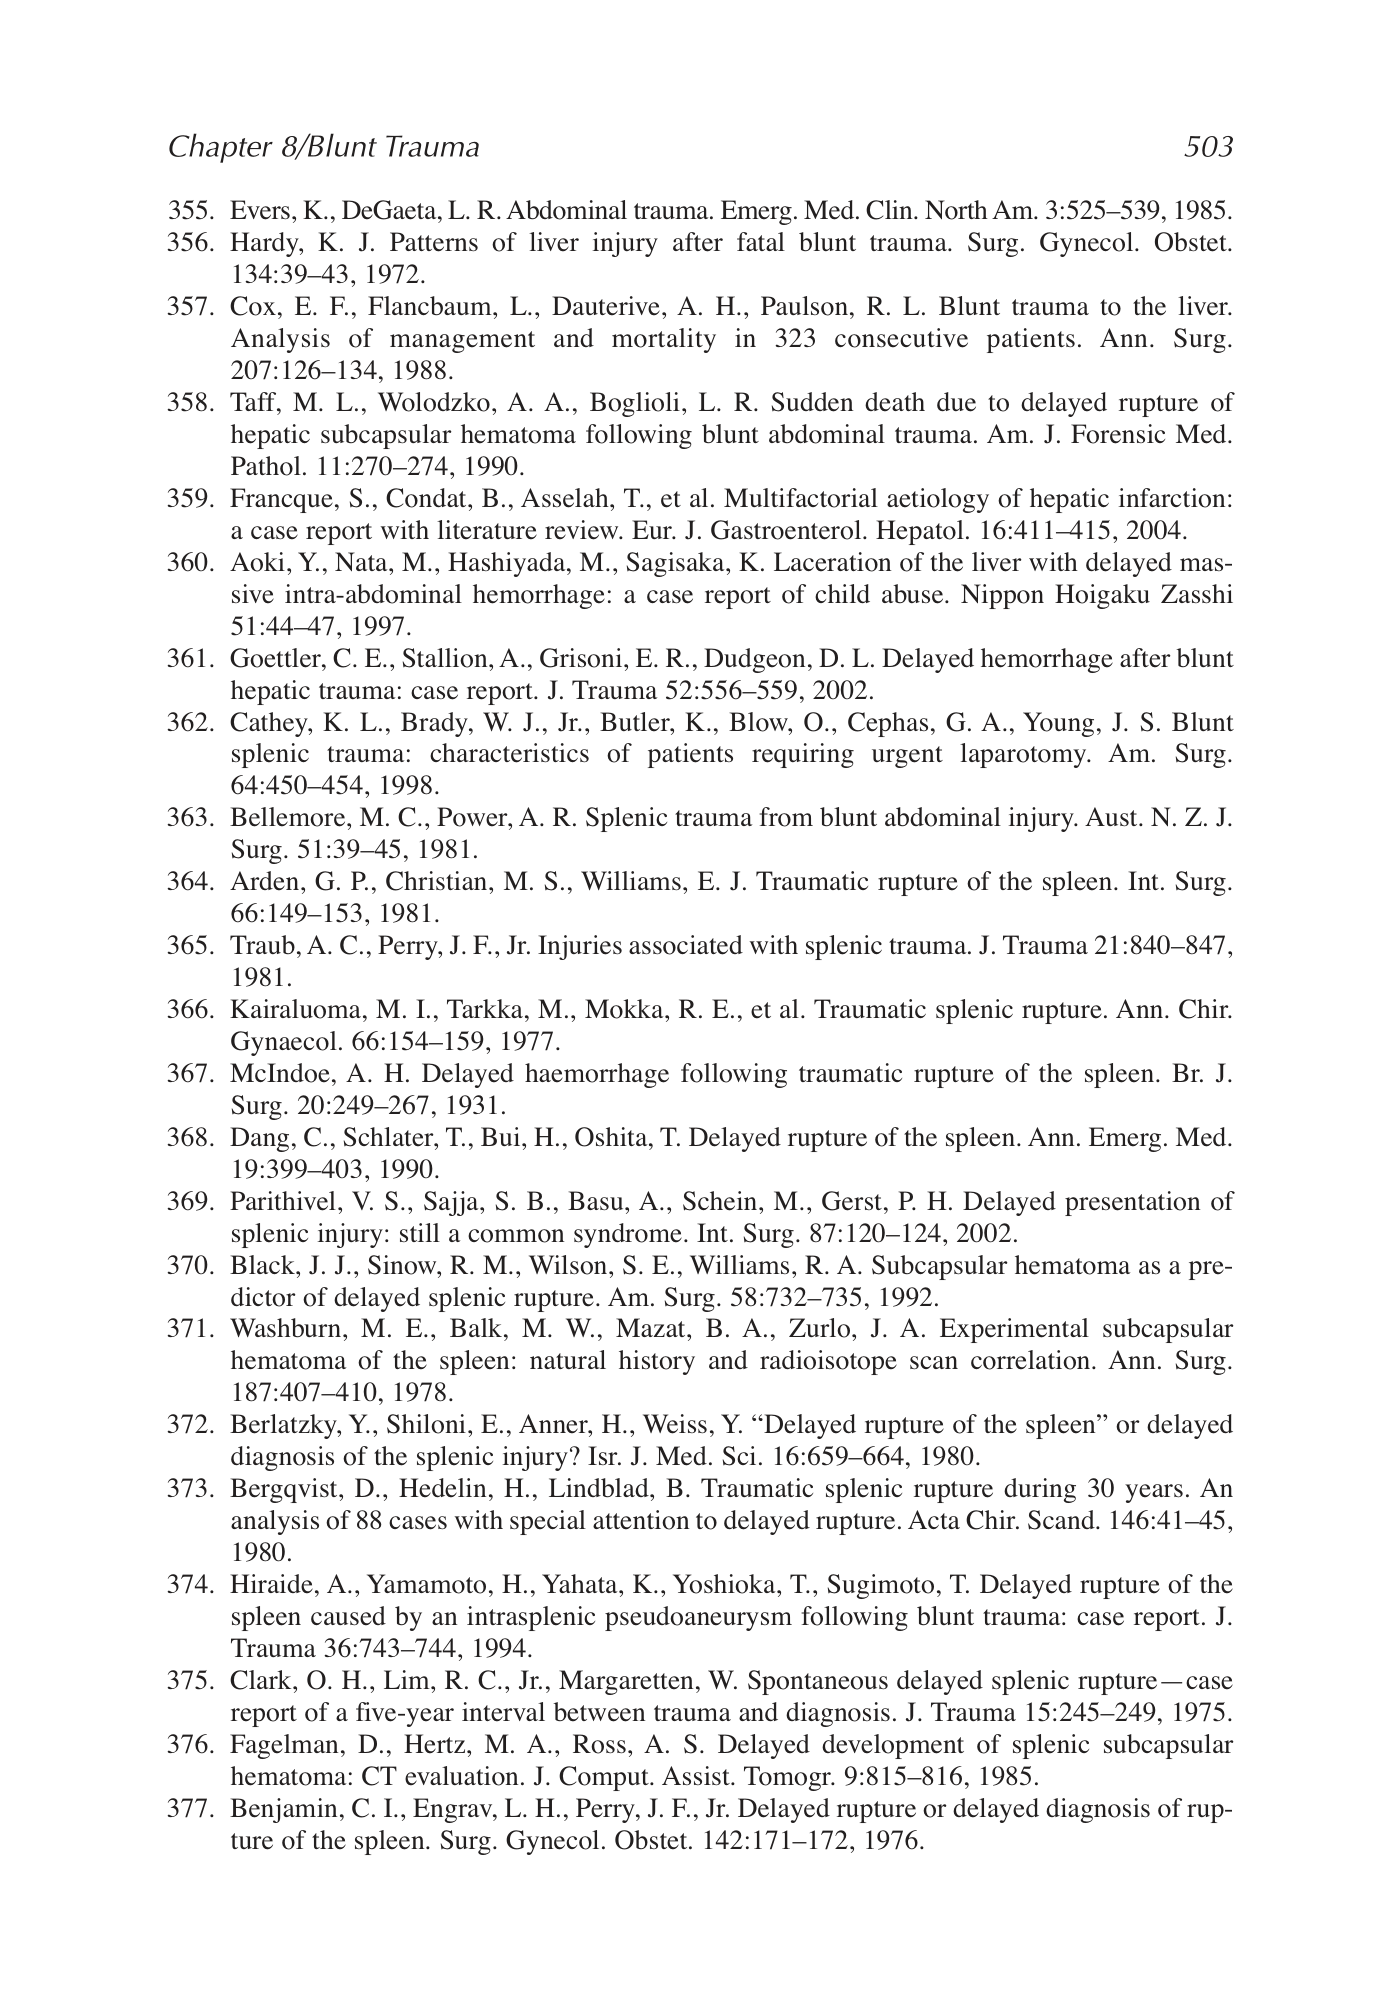 Chapter 8/Blunt Trauma 503
355. Evers, K., DeGaeta, L. R. Abdominal trauma. Emerg. Med. Clin. North Am. 3:525–539, 1985.
356. Hardy, K. J. Patterns of liver injury after fatal blunt trauma. Surg. Gynecol. Obstet.
134:39–43, 1972.
357. Cox, E. F., Flancbaum, L., Dauterive, A. H., Paulson, R. L. Blunt trauma to the liver.
Analysis of management and mortality in 323 consecutive patients. Ann. Surg.
207:126–134, 1988.
358. Taff, M. L., Wolodzko, A. A., Boglioli, L. R. Sudden death due to delayed rupture of
hepatic subcapsular hematoma following blunt abdominal trauma. Am. J. Forensic Med.
Pathol. 11:270–274, 1990.
359. Francque, S., Condat, B., Asselah, T., et al. Multifactorial aetiology of hepatic infarction:
a case report with literature review. Eur. J. Gastroenterol. Hepatol. 16:411–415, 2004.
360. Aoki, Y., Nata, M., Hashiyada, M., Sagisaka, K. Laceration of the liver with delayed mas-
sive intra-abdominal hemorrhage: a case report of child abuse. Nippon Hoigaku Zasshi
51:44–47, 1997.
361. Goettler, C. E., Stallion, A., Grisoni, E. R., Dudgeon, D. L. Delayed hemorrhage after blunt
hepatic trauma: case report. J. Trauma 52:556–559, 2002.
362. Cathey, K. L., Brady, W. J., Jr., Butler, K., Blow, O., Cephas, G. A., Young, J. S. Blunt
splenic trauma: characteristics of patients requiring urgent laparotomy. Am. Surg.
64:450–454, 1998.
363. Bellemore, M. C., Power, A. R. Splenic trauma from blunt abdominal injury. Aust. N. Z. J.
Surg. 51:39–45, 1981.
364. Arden, G. P., Christian, M. S., Williams, E. J. Traumatic rupture of the spleen. Int. Surg.
66:149–153, 1981.
365. Traub, A. C., Perry, J. F., Jr. Injuries associated with splenic trauma. J. Trauma 21:840–847,
1981.
366. Kairaluoma, M. I., Tarkka, M., Mokka, R. E., et al. Traumatic splenic rupture. Ann. Chir.
Gynaecol. 66:154–159, 1977.
367. McIndoe, A. H. Delayed haemorrhage following traumatic rupture of the spleen. Br. J.
Surg. 20:249–267, 1931.
368. Dang, C., Schlater, T., Bui, H., Oshita, T. Delayed rupture of the spleen. Ann. Emerg. Med.
19:399–403, 1990.
369. Parithivel, V. S., Sajja, S. B., Basu, A., Schein, M., Gerst, P. H. Delayed presentation of
splenic injury: still a common syndrome. Int. Surg. 87:120–124, 2002.
370. Black, J. J., Sinow, R. M., Wilson, S. E., Williams, R. A. Subcapsular hematoma as a pre-
dictor of delayed splenic rupture. Am. Surg. 58:732–735, 1992.
371. Washburn, M. E., Balk, M. W., Mazat, B. A., Zurlo, J. A. Experimental subcapsular
hematoma of the spleen: natural history and radioisotope scan correlation. Ann. Surg.
187:407–410, 1978.
372. Berlatzky, Y., Shiloni, E., Anner, H., Weiss, Y. “Delayed rupture of the spleen” or delayed
diagnosis of the splenic injury? Isr. J. Med. Sci. 16:659–664, 1980.
373. Bergqvist, D., Hedelin, H., Lindblad, B. Traumatic splenic rupture during 30 years. An
analysis of 88 cases with special attention to delayed rupture. Acta Chir. Scand. 146:41–45,
1980.
374. Hiraide, A., Yamamoto, H., Yahata, K., Yoshioka, T., Sugimoto, T. Delayed rupture of the
spleen caused by an intrasplenic pseudoaneurysm following blunt trauma: case report. J.
Trauma 36:743–744, 1994.
375. Clark, O. H., Lim, R. C., Jr., Margaretten, W. Spontaneous delayed splenic rupture—case
report of a five-year interval between trauma and diagnosis. J. Trauma 15:245–249, 1975.
376. Fagelman, D., Hertz, M. A., Ross, A. S. Delayed development of splenic subcapsular
hematoma: CT evaluation. J. Comput. Assist. Tomogr. 9:815–816, 1985.
377. Benjamin, C. I., Engrav, L. H., Perry, J. F., Jr. Delayed rupture or delayed diagnosis of rup-
ture of the spleen. Surg. Gynecol. Obstet. 142:171–172, 1976.